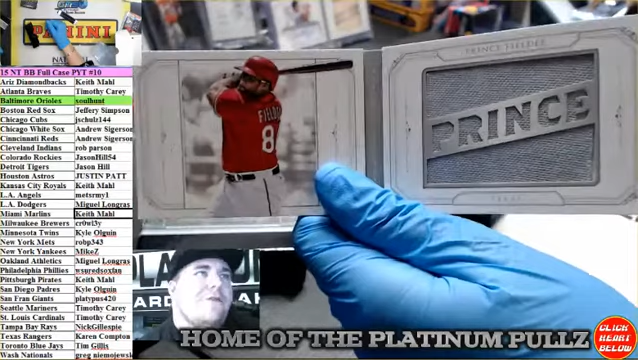 PANINI
15 NT BB Full Case PYT #10
Ariz Diamondbacks Keith Mahl
Atlanta Braves Timothy Carey
Baltimore Orioles soulhunt
Boston Red Sox Jeffery Simpson
Chicago Cubs jschulz144
Chicago White Sox Andrew Sigerson
Cinncinnati Reds Andrew Sigerson
Cleveland Indians rob parson
Colorado Rockies JasonHill54
Detroit Tigers Jason Hill
Houston Astros JUSTIN PATT
Kansas City Royals Keith Mahl
L.A. Angels metsrmy1
L.A. Dodgers Miguel Longras
Miami Marlins Keith Mahl
Milwaukee Brewers cr0wl3y
Minnesota Twins Kyle Olguin
New York Mets robp343
New York Yankees MikeZ
Oakland Athletics Miguel Longras
Philadelphia Phillies wsuredsoxfan
Pittsburgh Pirates Keith Mahl
San Diego Padres Kyle Olguin
San Fran Giants platypus420
Seattle Mariners Timothy Carey
St. Louis Cardinals Timothy Carey
Tampa Bay Rays NickGillespie
Texas Rangers Karen Compton
Toronto Blue Jays Tim Gillis
Wash Nationals greg niemojewsk
FIELDER
8
PRINCE FIELDER
PRINCE
HOME OF THE PLATINUM PULLZ
CLICK
HEART
BELOW